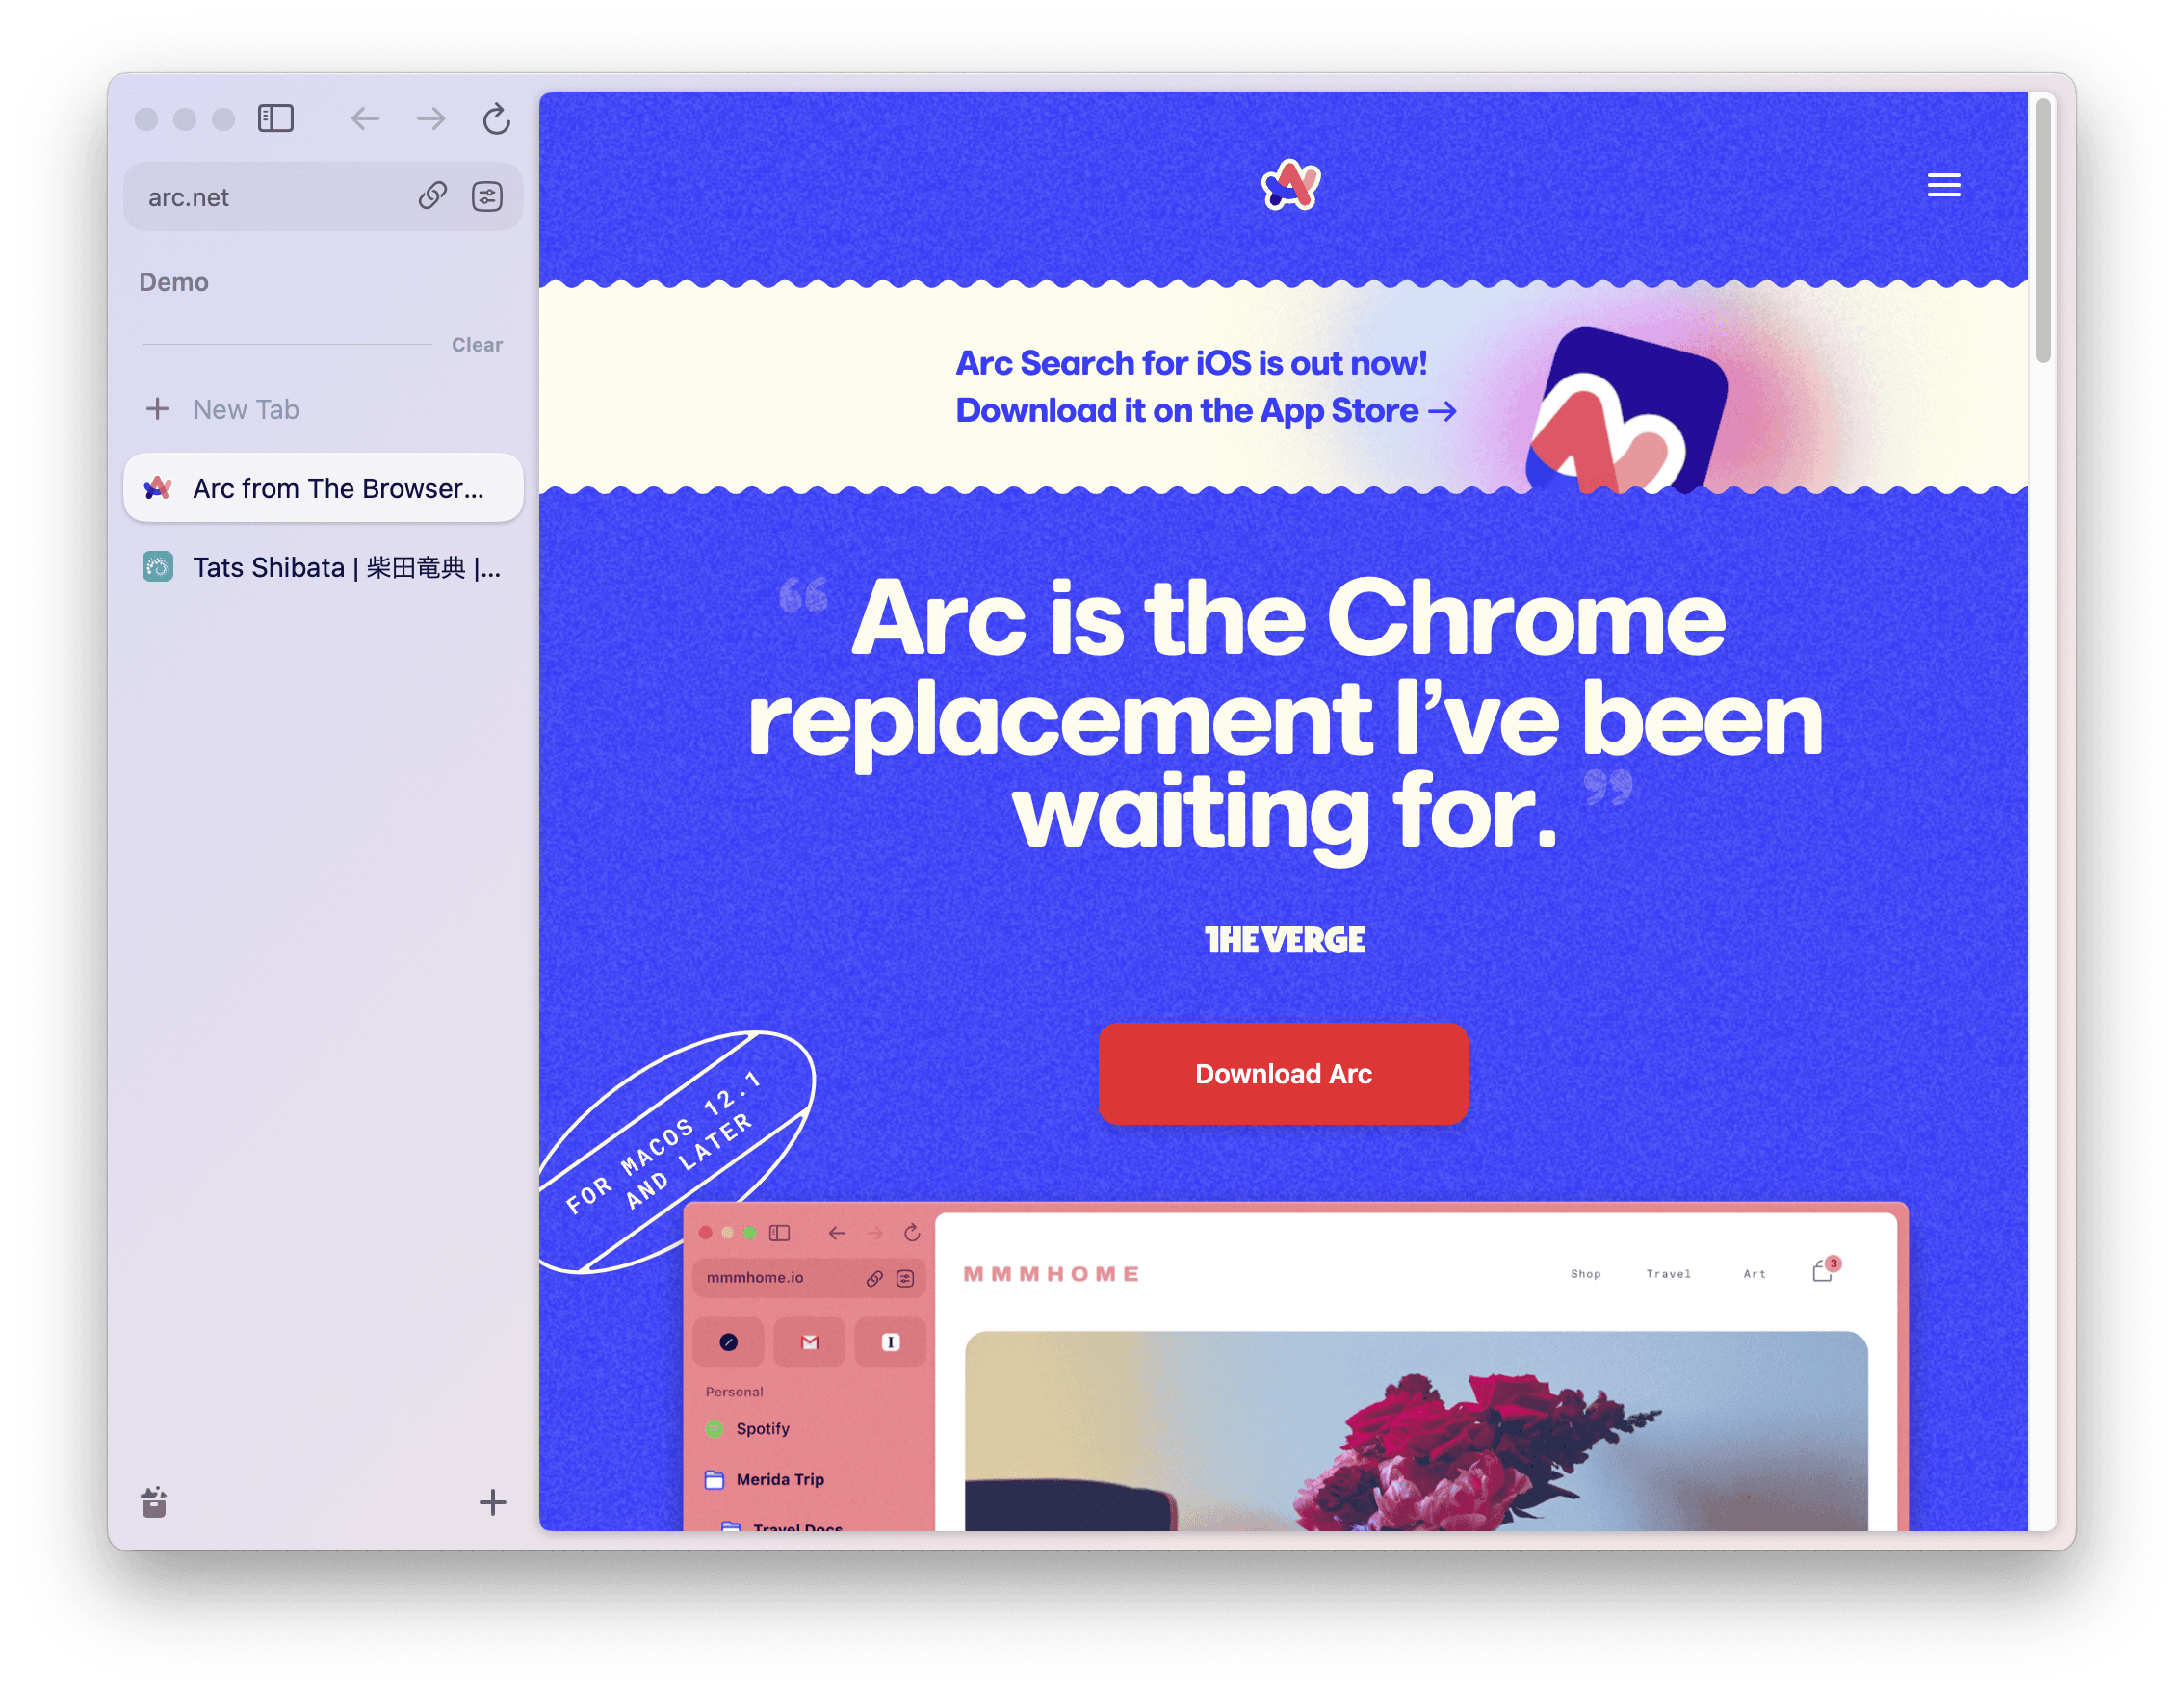 arc.net
Demo
Clear
New Tab
Arc from The Browser...
Tats Shibata | 柴田竜典 |...
Arc Search for iOS is out now!
Download it on the App Store →
“ Arc is the Chrome
replacement I’ve been
waiting for. ”
THE VERGE
Download Arc
FOR MACOS 12.1
AND LATER
mmmhome.io
Personal
Spotify
Merida Trip
Travel Docs
MMMHOME
Shop Travel Art 3